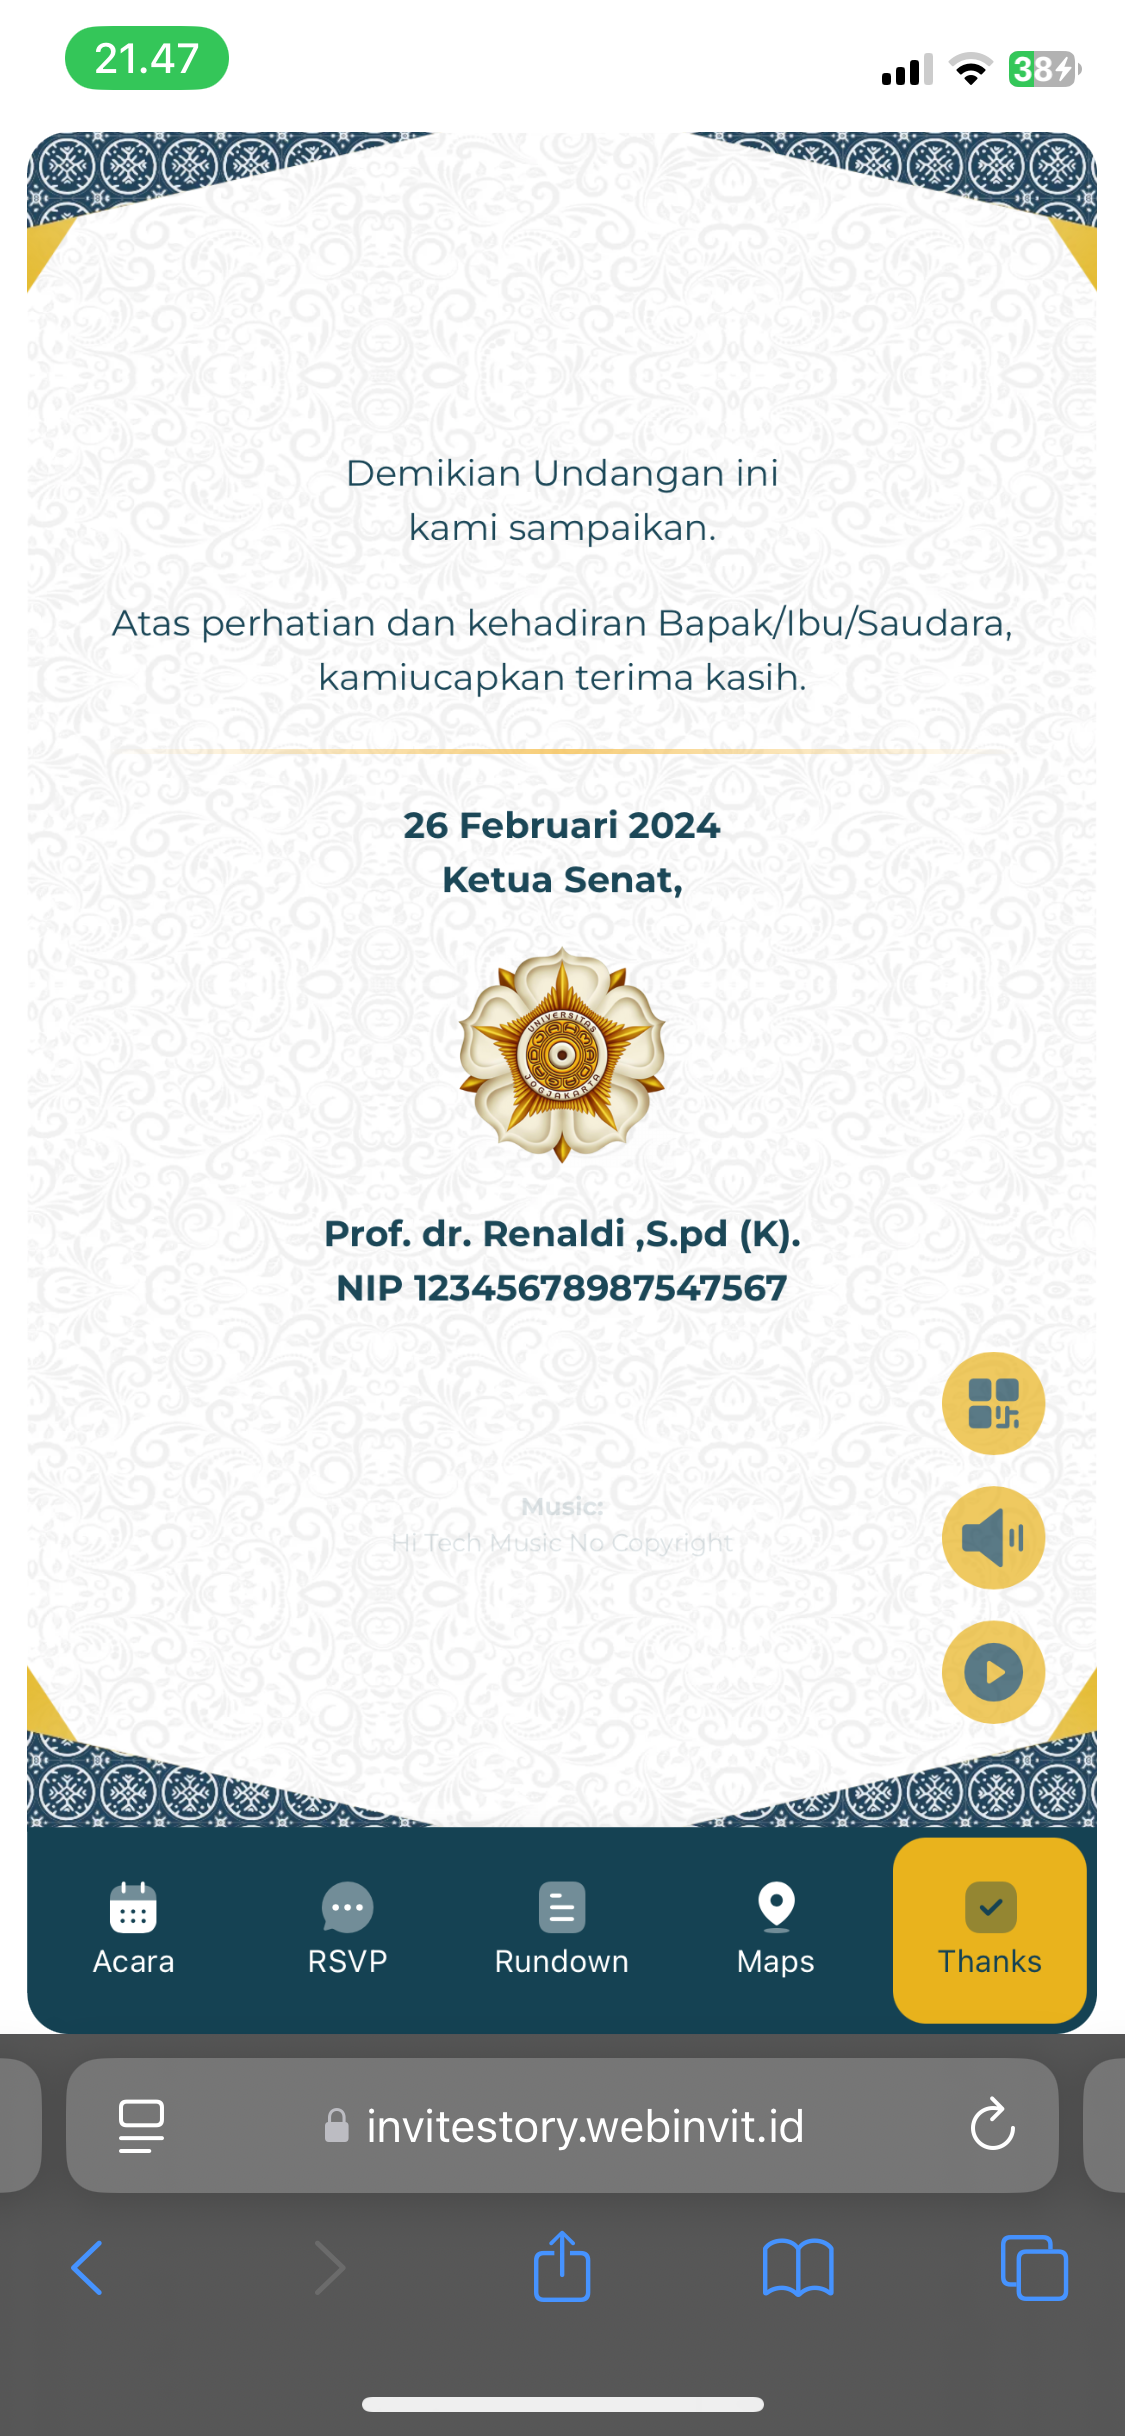 21.47
38
Demikian Undangan ini
kami sampaikan.
Atas perhatian dan kehadiran Bapak/Ibu/Saudara,
kamiucapkan terima kasih.
26 Februari 2024
Ketua Senat,
UNIVERSITAS
JOGJAKARTA
Prof. dr. Renaldi ,S.pd (K).
NIP 12345678987547567
Music:
Hi Tech Music No Copyright
Acara
RSVP
Rundown
Maps
Thanks
invitestory.webinvit.id